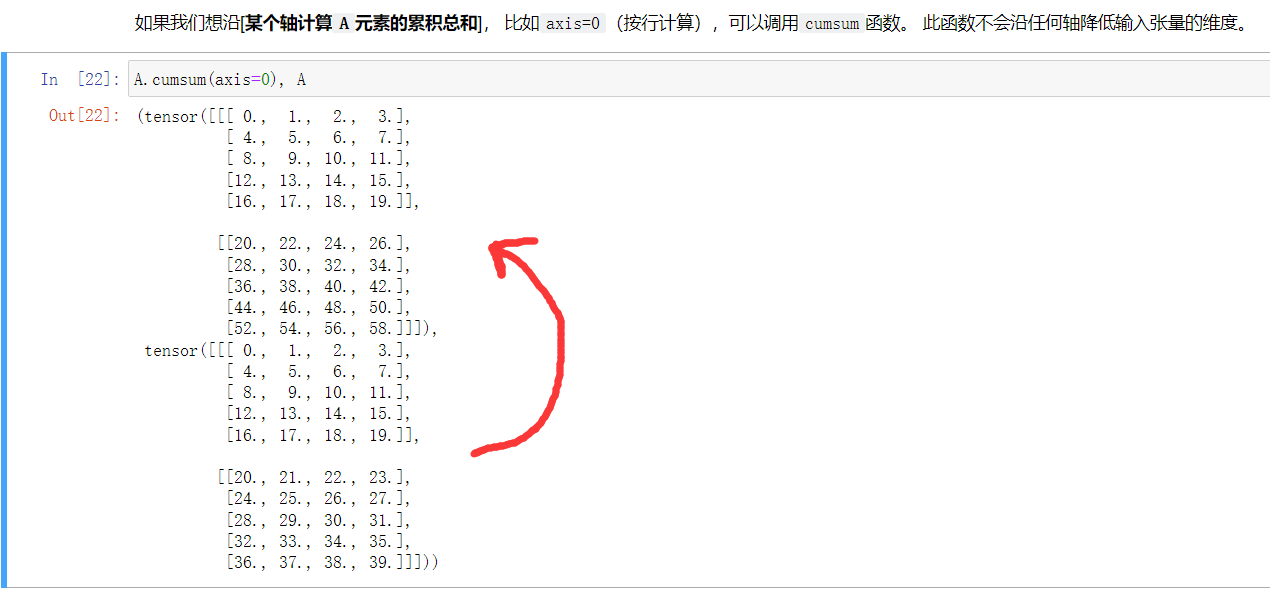 如果我们想沿[某个轴计算 A 元素的累积总和]， 比如 axis=0 （按行计算），可以调用 cumsum 函数。 此函数不会沿任何轴降低输入张量的维度。
In [22]: A.cumsum(axis=0), A
Out[22]: (tensor([[[ 0., 1., 2., 3.],
[ 4., 5., 6., 7.],
[ 8., 9., 10., 11.],
[12., 13., 14., 15.],
[16., 17., 18., 19.]],
[[20., 22., 24., 26.],
[28., 30., 32., 34.],
[36., 38., 40., 42.],
[44., 46., 48., 50.],
[52., 54., 56., 58.]]]),
tensor([[[ 0., 1., 2., 3.],
[ 4., 5., 6., 7.],
[ 8., 9., 10., 11.],
[12., 13., 14., 15.],
[16., 17., 18., 19.]],
[[20., 21., 22., 23.],
[24., 25., 26., 27.],
[28., 29., 30., 31.],
[32., 33., 34., 35.],
[36., 37., 38., 39.]]]))